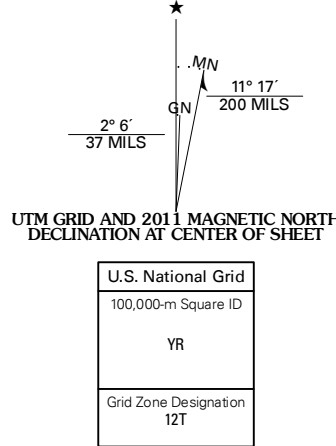 ★
MN
GN
11° 17´
200 MILS
2° 6´
37 MILS
UTM GRID AND 2011 MAGNETIC NORTH
DECLINATION AT CENTER OF SHEET
U.S. National Grid
100,000-m Square ID
YR
Grid Zone Designation
12T